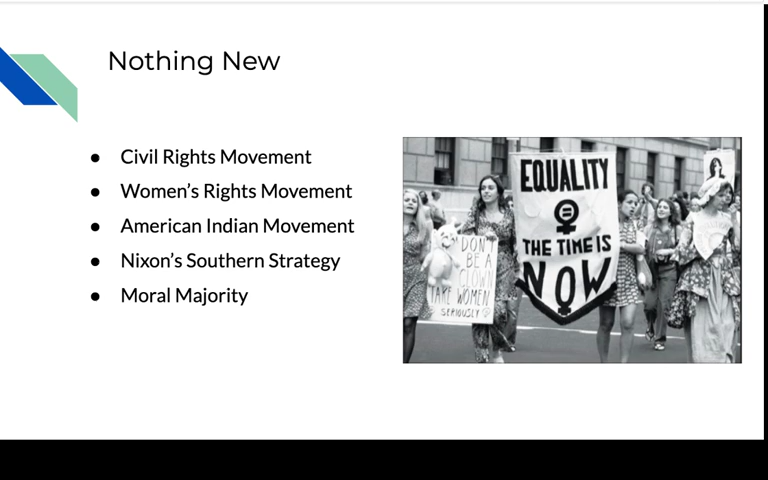 Nothing New
● Civil Rights Movement
● Women's Rights Movement
● American Indian Movement
● Nixon's Southern Strategy
● Moral Majority
EQUALITY
THE TIME IS
NOW
DON'T
BE A
CLOWN
TAKE WOMEN
SERIOUSLY